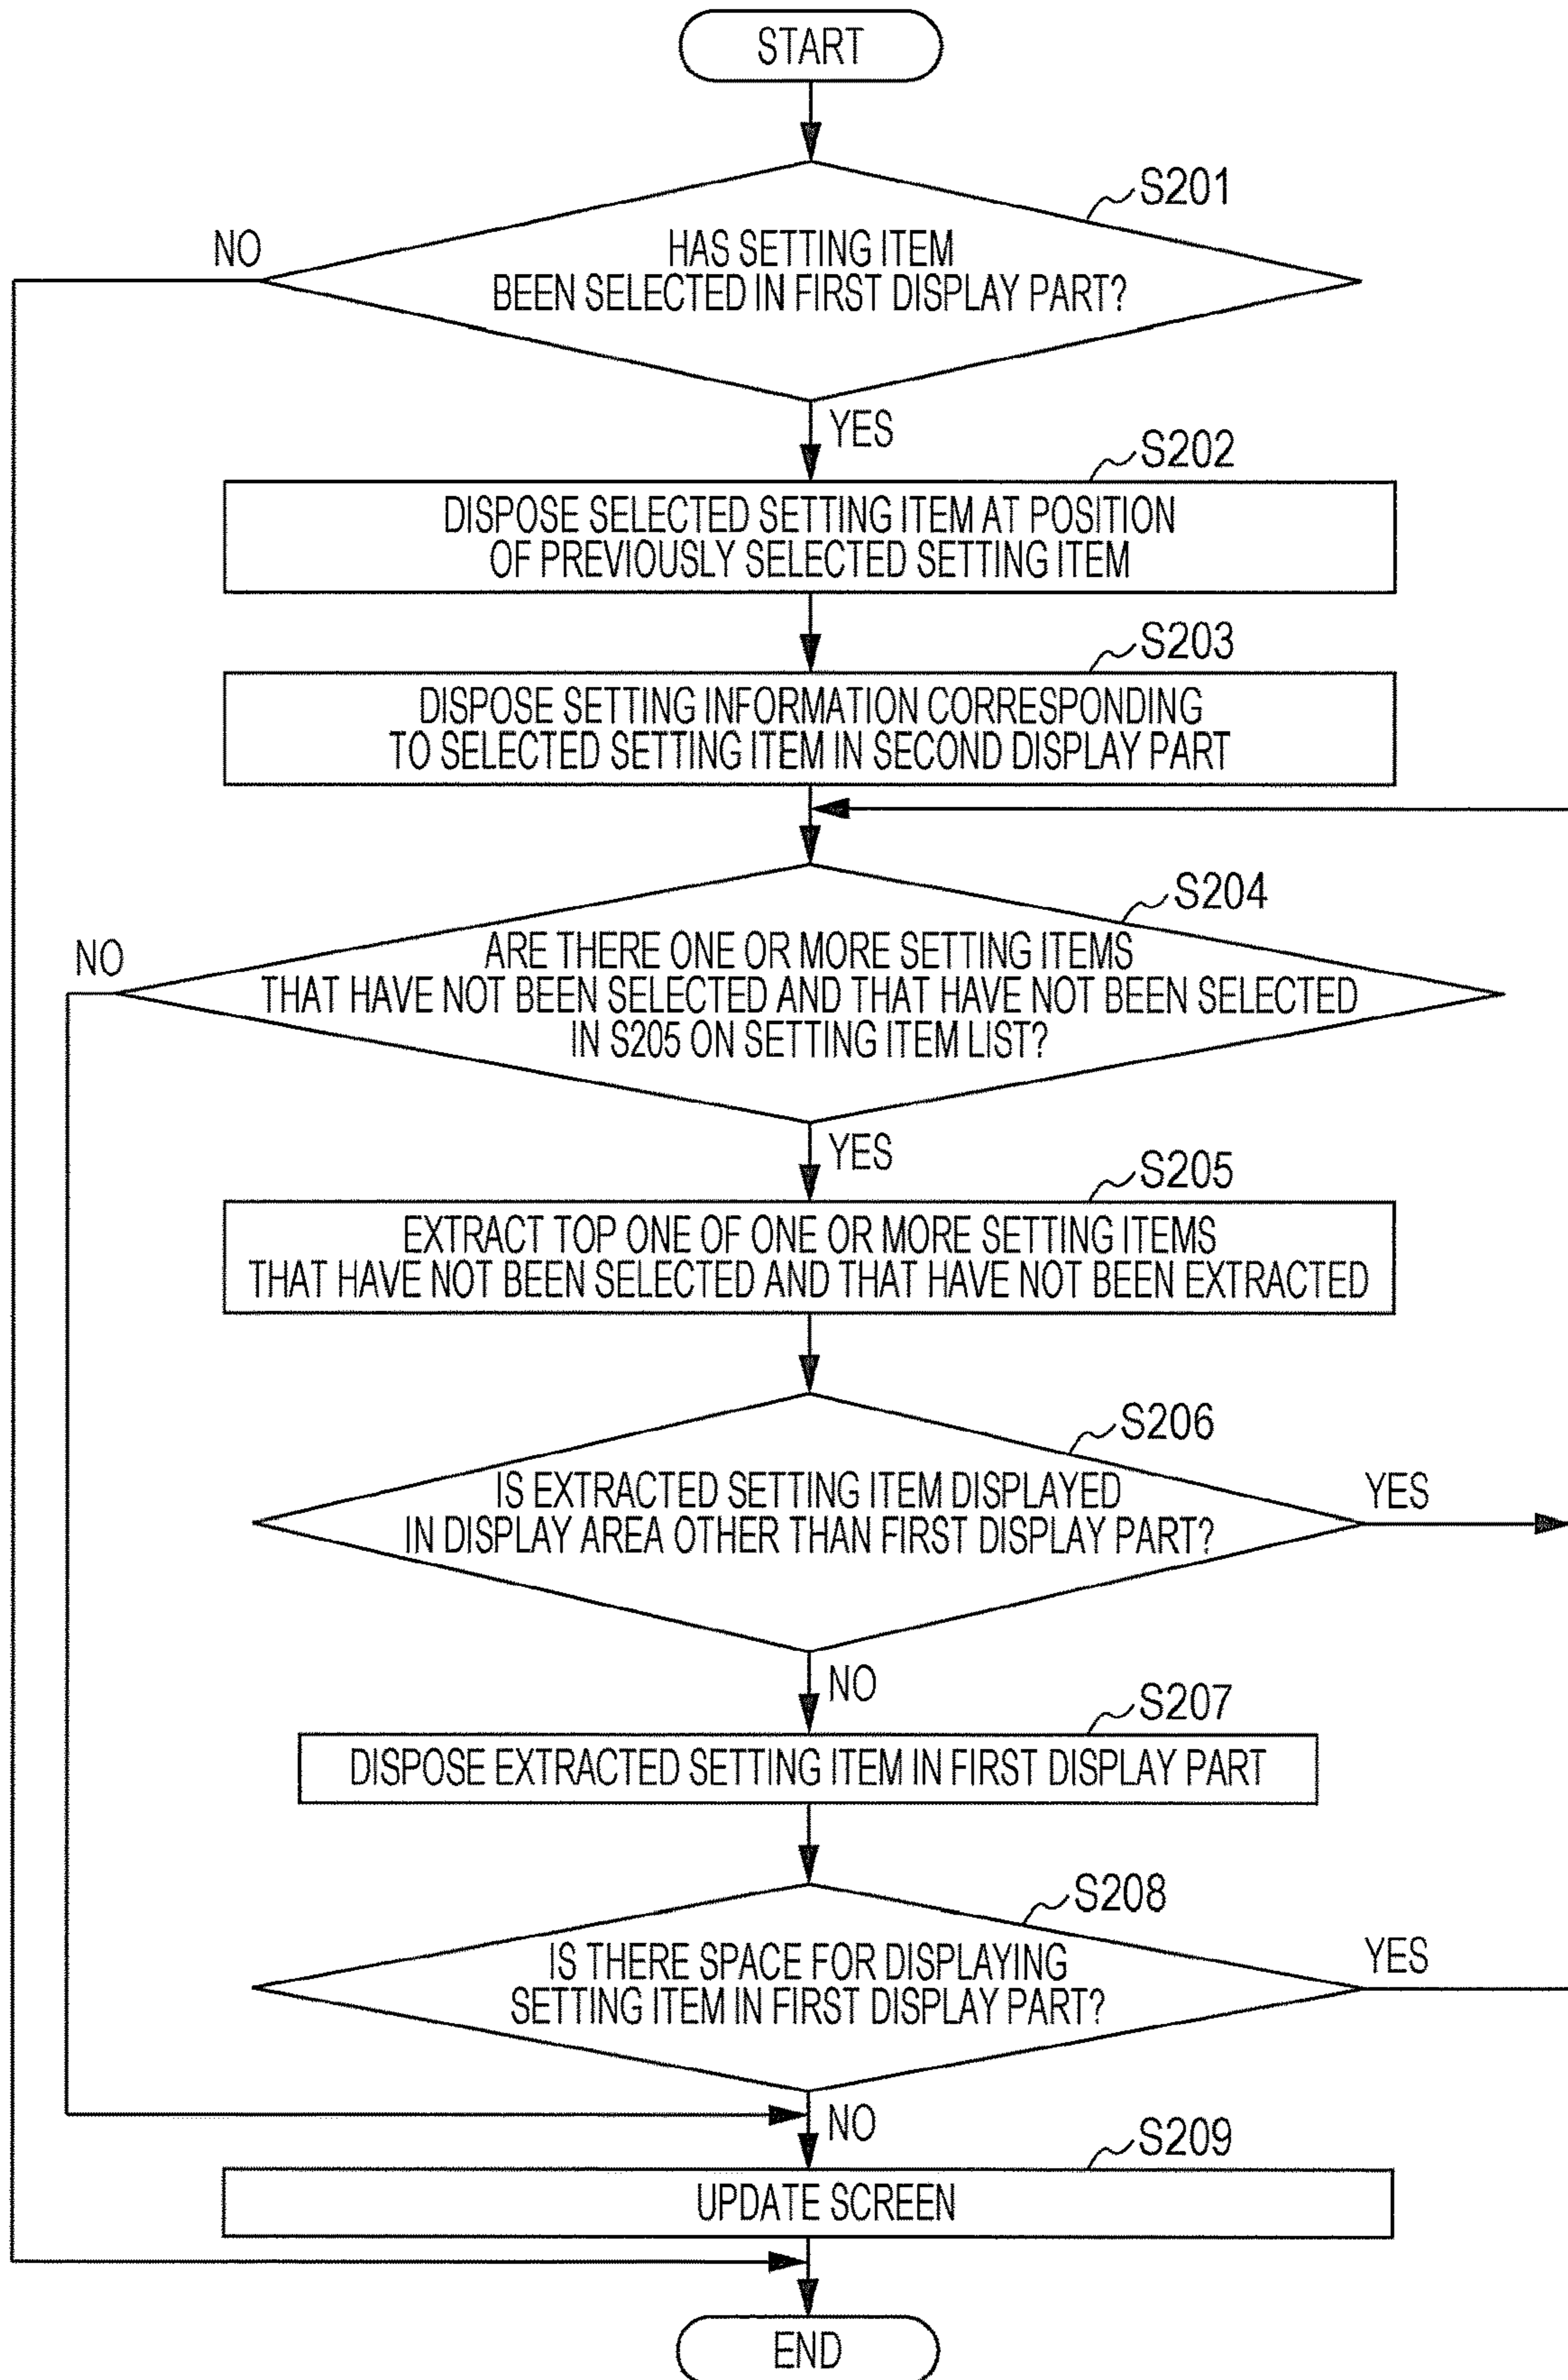 START
S201
NO
HAS SETTING ITEM
BEEN SELECTED IN FIRST DISPLAY PART?
YES
S202
DISPOSE SELECTED SETTING ITEM AT POSITION
OF PREVIOUSLY SELECTED SETTING ITEM
S203
DISPOSE SETTING INFORMATION CORRESPONDING
TO SELECTED SETTING ITEM IN SECOND DISPLAY PART
S204
NO
ARE THERE ONE OR MORE SETTING ITEMS
THAT HAVE NOT BEEN SELECTED AND THAT HAVE NOT BEEN SELECTED
IN S205 ON SETTING ITEM LIST?
YES
S205
EXTRACT TOP ONE OF ONE OR MORE SETTING ITEMS
THAT HAVE NOT BEEN SELECTED AND THAT HAVE NOT BEEN EXTRACTED
S206
IS EXTRACTED SETTING ITEM DISPLAYED
IN DISPLAY AREA OTHER THAN FIRST DISPLAY PART?
YES
NO
S207
DISPOSE EXTRACTED SETTING ITEM IN FIRST DISPLAY PART
S208
IS THERE SPACE FOR DISPLAYING
SETTING ITEM IN FIRST DISPLAY PART?
YES
NO
S209
UPDATE SCREEN
END